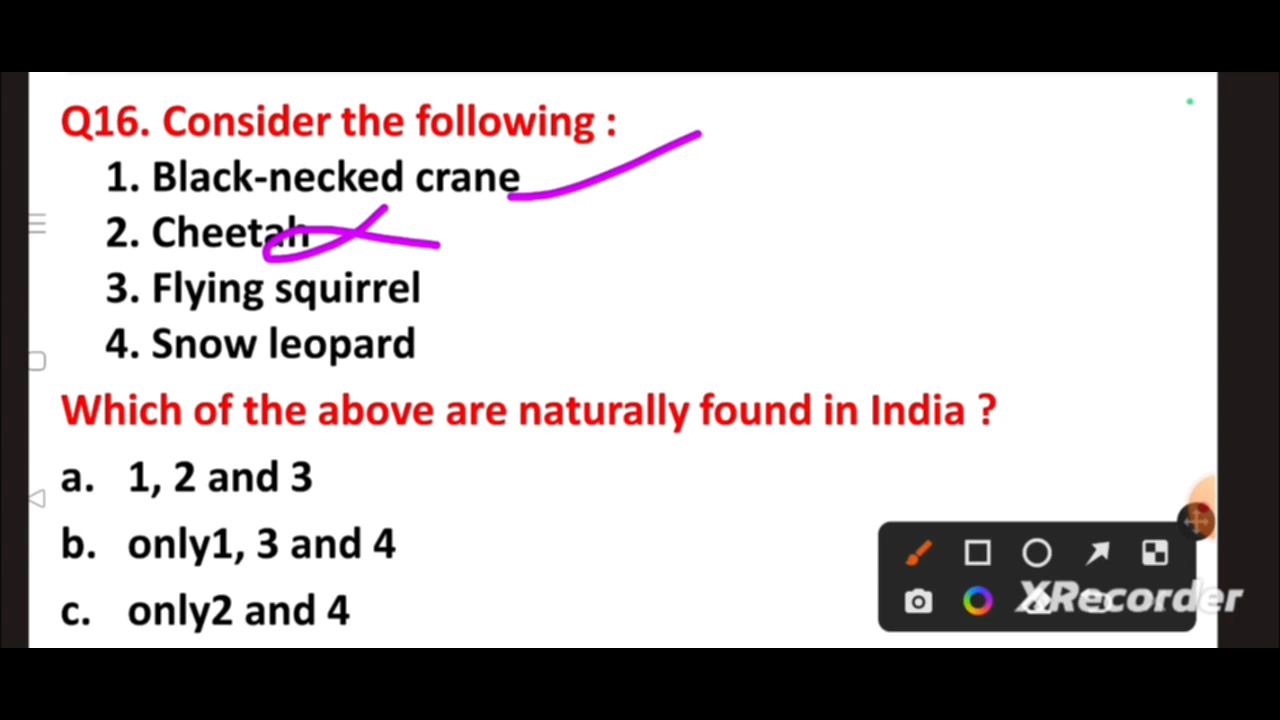 Q16. Consider the following :
1. Black-necked crane
2. Cheetah
3. Flying squirrel
4. Snow leopard
Which of the above are naturally found in India ?
a. 1, 2 and 3
b. only1, 3 and 4
c. only2 and 4
XRecorder